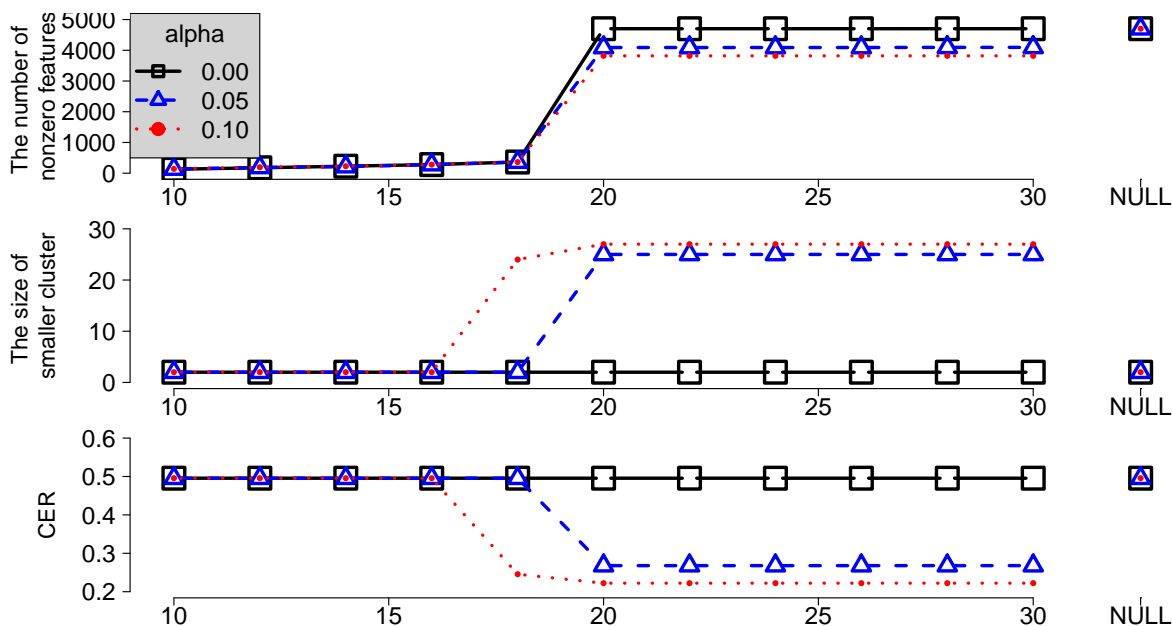 The number of
nonzero features
5000
4000
3000
2000
1000
0
alpha
0.00
0.05
0.10
10 15 20 25 30 NULL
The size of
smaller cluster
30
20
10
0
10 15 20 25 30 NULL
CER
0.6
0.5
0.4
0.3
0.2
10 15 20 25 30 NULL